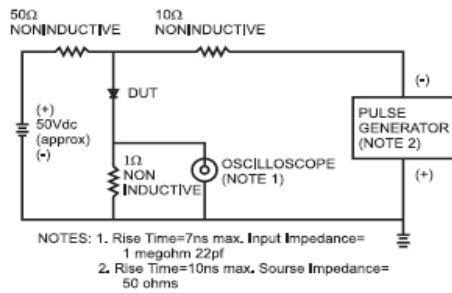 50Ω
NONINDUCTIVE
10Ω
NONINDUCTIVE
(+)
50Vdc
(approx)
(-)
DUT
1Ω
NON
INDUCTIVE
OSCILLOSCOPE
(NOTE 1)
(-)
PULSE
GENERATOR
(NOTE 2)
(+)
NOTES: 1. Rise Time=7ns max. Input Impedance=
1 megohm 22pf
2. Rise Time=10ns max. Sourse Impedance=
50 ohms